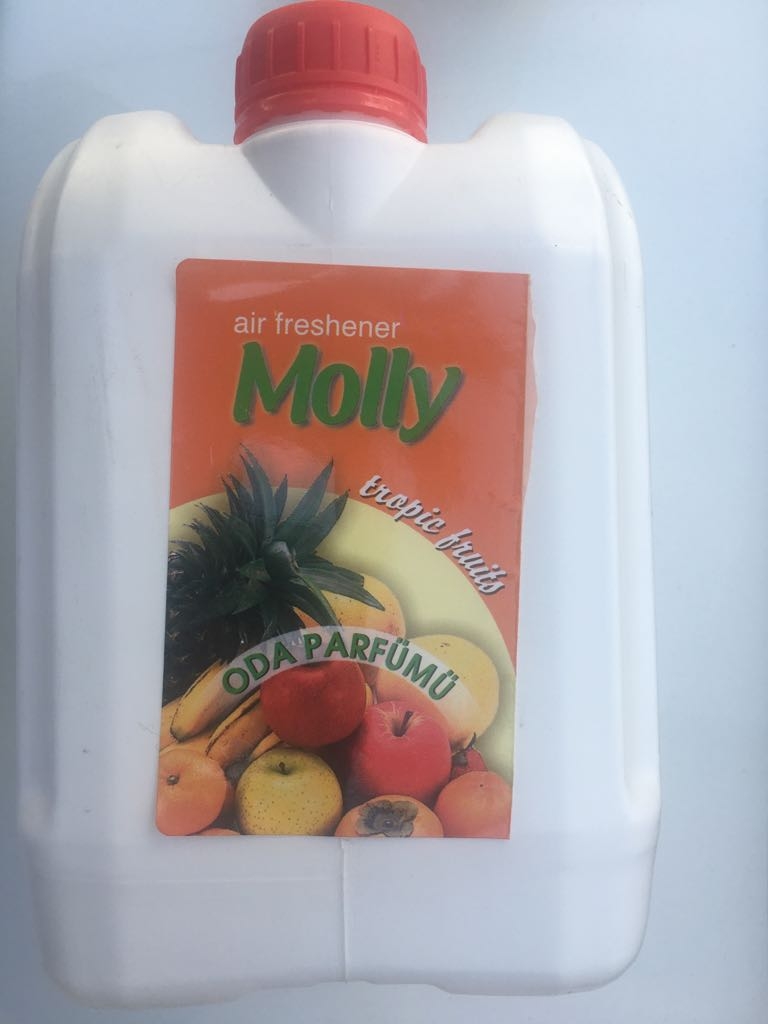 air freshener
Molly
tropic fruits
ODA PARFÜMÜ